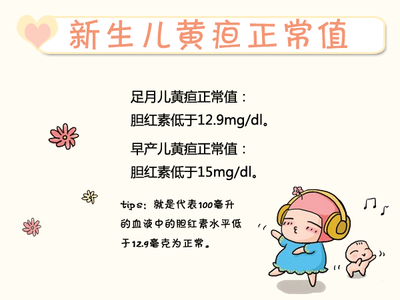 新生儿黄疸正常值
足月儿黄疸正常值：
胆红素低于12.9mg/dl。
早产儿黄疸正常值：
胆红素低于15mg/dl。
tips：就是代表100毫升
的血液中的胆红素水平低
于12.9毫克为正常。